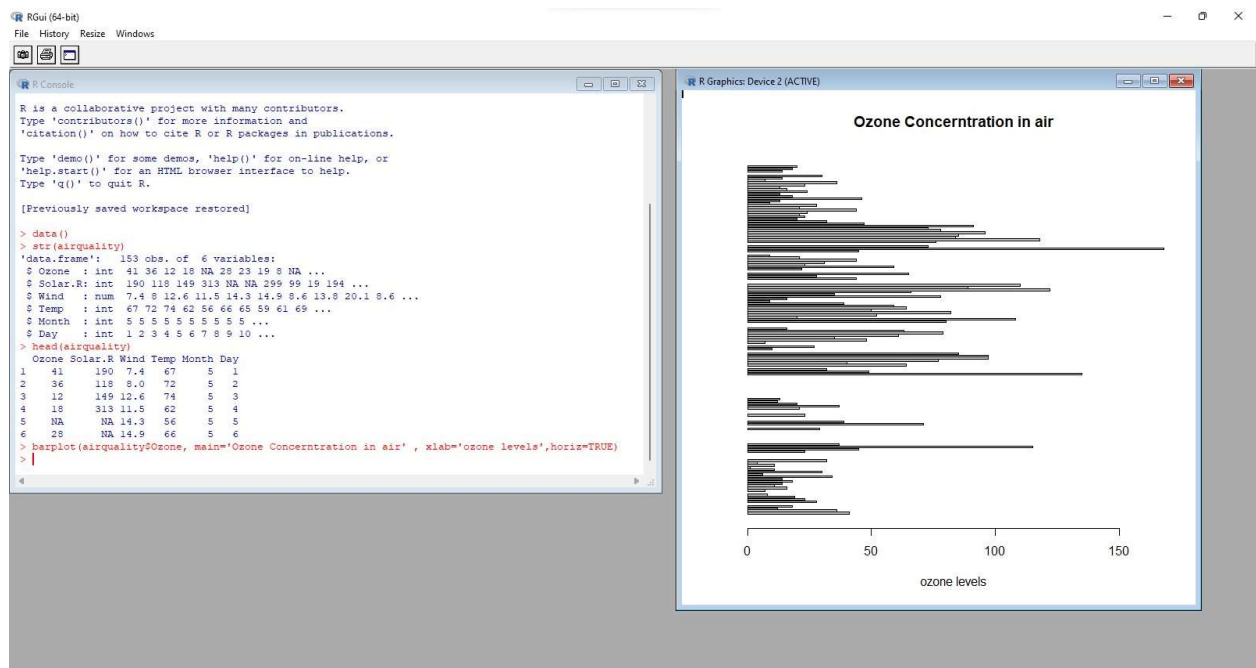 RGui (64-bit)
File History Resize Windows
R Console
R is a collaborative project with many contributors.
Type 'contributors()' for more information and
'citation()' on how to cite R or R packages in publications.
Type 'demo()' for some demos, 'help()' for on-line help, or
'help.start()' for an HTML browser interface to help.
Type 'q()' to quit R.
[Previously saved workspace restored]
> data()
> str(airquality)
'data.frame':   153 obs. of  6 variables:
 $ Ozone  : int  41 36 12 18 NA 28 23 19 8 NA ...
 $ Solar.R: int  190 118 149 313 NA NA 299 99 19 194 ...
 $ Wind   : num  7.4 8 12.6 11.5 14.3 14.9 8.6 13.8 20.1 8.6 ...
 $ Temp   : int  67 72 74 62 56 66 65 59 61 69 ...
 $ Month  : int  5 5 5 5 5 5 5 5 5 5 ...
 $ Day    : int  1 2 3 4 5 6 7 8 9 10 ...
> head(airquality)
  Ozone Solar.R Wind Temp Month Day
1    41     190  7.4   67     5   1
2    36     118  8.0   72     5   2
3    12     149 12.6   74     5   3
4    18     313 11.5   62     5   4
5    NA      NA 14.3   56     5   5
6    28      NA 14.9   66     5   6
> barplot(airquality$Ozone, main='Ozone Concerntration in air' , xlab='ozone levels',horiz=TRUE)
>
R Graphics: Device 2 (ACTIVE)
Ozone Concerntration in air
0 50 100 150
ozone levels